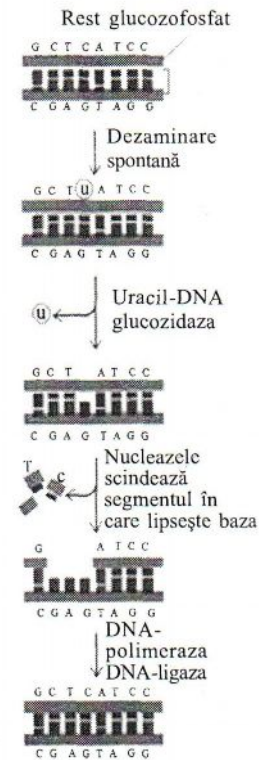 Rest glucozofosfat
G C T C A T C C
C G A G T A G G
Dezaminare
spontană
G C T U A T C C
C G A G T A G G
Uracil-DNA
glucozidaza
U
G C T A T C C
C G A G T A G G
Nucleazele
scindează
segmentul în
care lipsește baza
T
C
G A T C C
C G A G T A G G
DNA-
polimeraza
DNA-ligaza
G C T C A T C C
C G A G T A G G